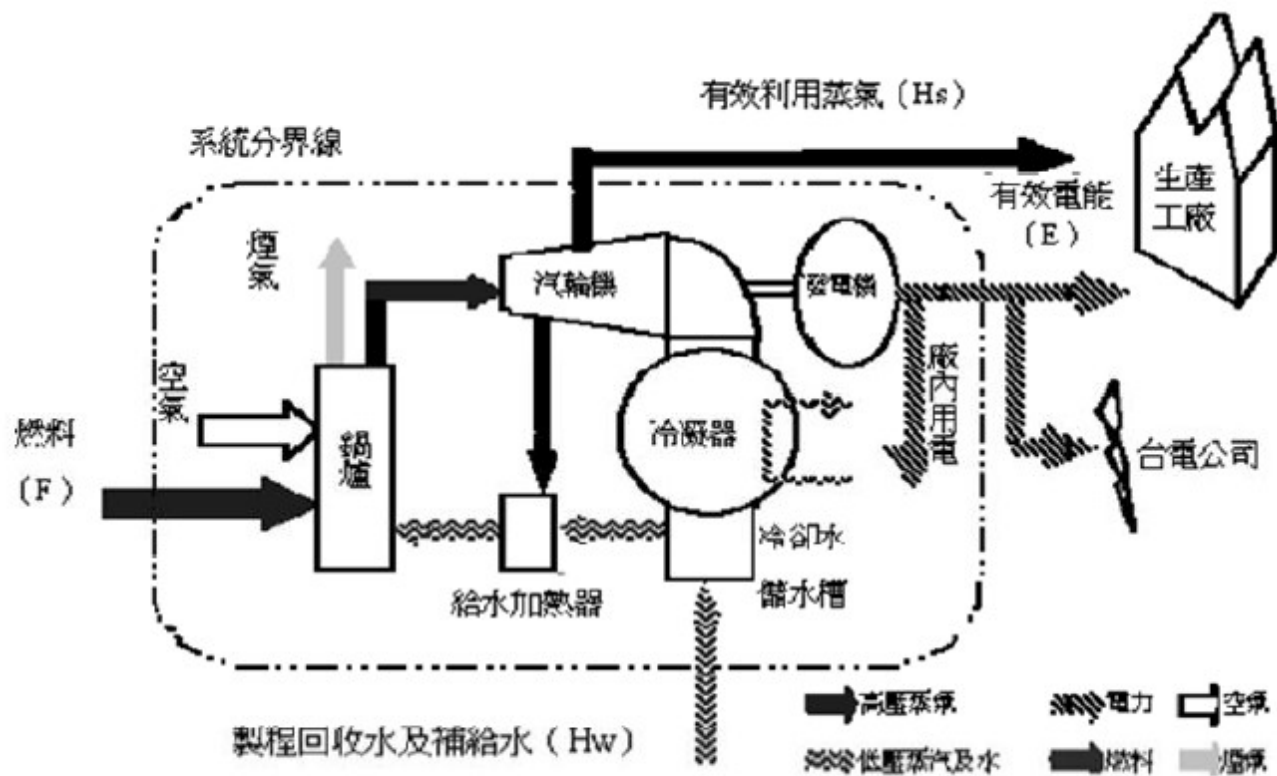 有效利用蒸氣(Hs)
系統分界線
生產
工廠
有效電能
(E)
煙氣
汽輪機
發電機
空氣
廠內用電
燃料
(F)
鍋爐
冷凝器
台電公司
冷卻水
給水加熱器
儲水槽
高壓蒸氣
電力
空氣
製程回收水及補給水(Hw)
低壓蒸汽及水
燃料
煙氣